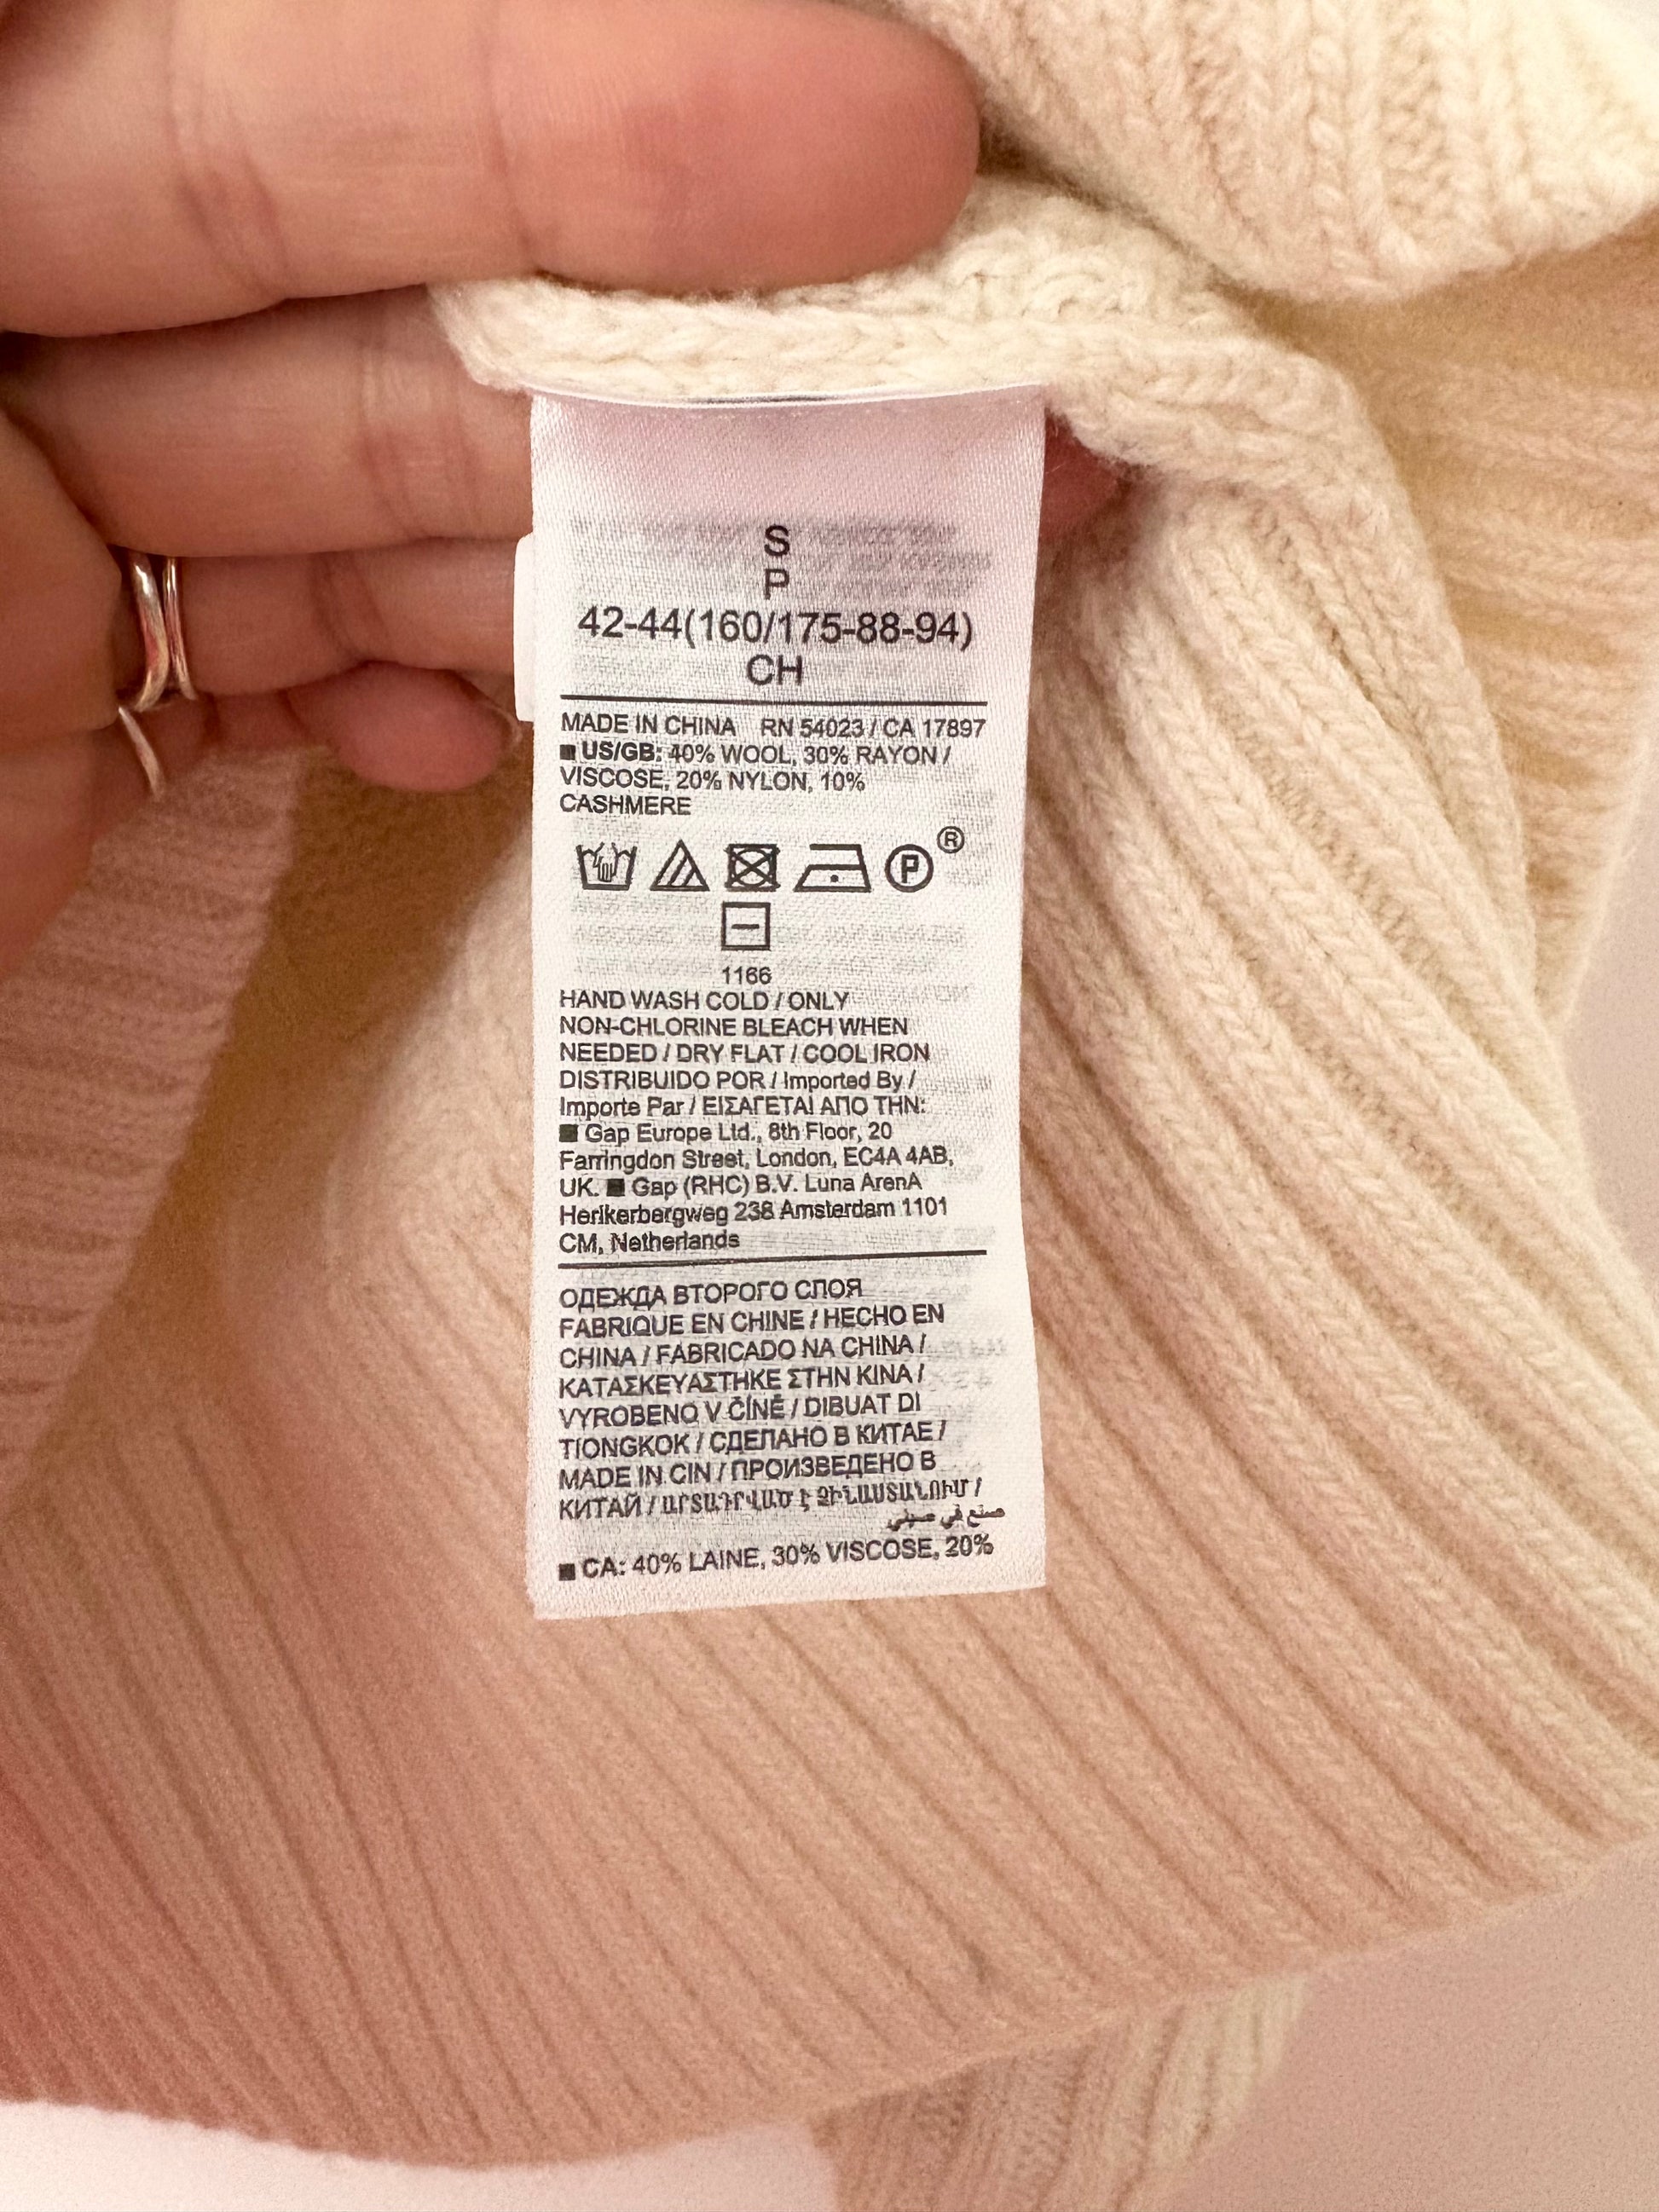 S
P
42-44(160/175-88-94)
CH
MADE IN CHINA RN 54023 / CA 17897
■ US/GB: 40% WOOL, 30% RAYON /
VISCOSE, 20% NYLON, 10%
CASHMERE
P ®
1166
HAND WASH COLD / ONLY
NON-CHLORINE BLEACH WHEN
NEEDED / DRY FLAT / COOL IRON
DISTRIBUIDO POR / Imported By /
Importe Par / ΕΙΣΑΓΕΤΑΙ ΑΠΟ ΤΗΝ:
■ Gap Europe Ltd., 8th Floor, 20
Farringdon Street, London, EC4A 4AB,
UK. ■ Gap (RHC) B.V. Luna ArenA
Herikerbergweg 238 Amsterdam 1101
CM, Netherlands
ОДЕЖДА ВТОРОГО СЛОЯ
FABRIQUE EN CHINE / HECHO EN
CHINA / FABRICADO NA CHINA /
ΚΑΤΑΣΚΕΥΑΣΤΗΚΕ ΣΤΗΝ ΚΙΝΑ /
VYROBENO V ČÍNĚ / DIBUAT DI
TIONGKOK / СДЕЛАНО В КИТАЕ /
MADE IN CIN / ПРОИЗВЕДЕНО В
КИТАЙ / ԱՐՏԱԴՐՎԱԾ Է ՉԻՆԱՍՏԱՆՈՒՄ /
صنع في صيني
■ CA: 40% LAINE, 30% VISCOSE, 20%